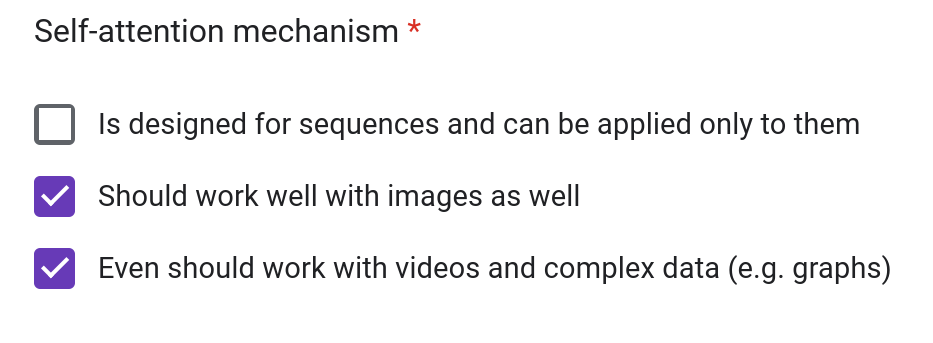 Self-attention mechanism *
Is designed for sequences and can be applied only to them
Should work well with images as well
Even should work with videos and complex data (e.g. graphs)